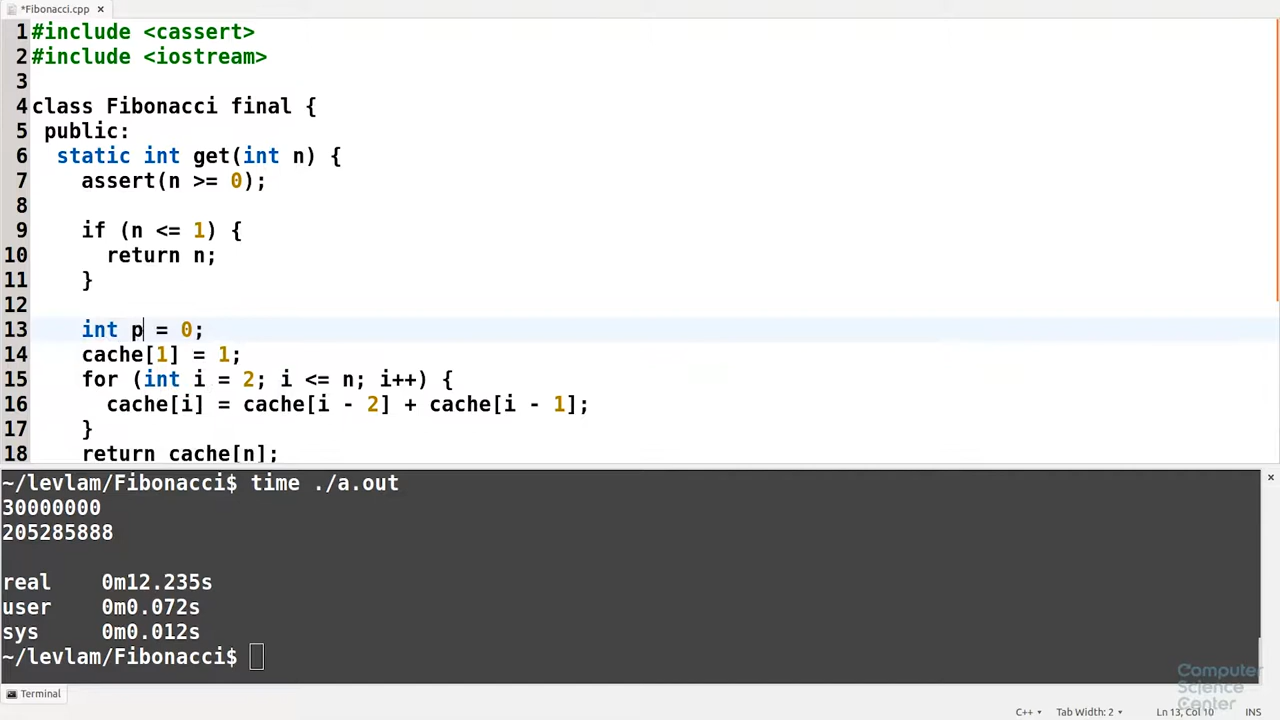 *Fibonacci.cpp ×
1 #include <cassert>
2 #include <iostream>
3
4 class Fibonacci final {
5  public:
6   static int get(int n) {
7     assert(n >= 0);
8
9     if (n <= 1) {
10       return n;
11     }
12
13     int p = 0;
14     cache[1] = 1;
15     for (int i = 2; i <= n; i++) {
16       cache[i] = cache[i - 2] + cache[i - 1];
17     }
18     return cache[n];
~/levlam/Fibonacci$ time ./a.out
30000000
205285888
real    0m12.235s
user    0m0.072s
sys     0m0.012s
~/levlam/Fibonacci$
Computer
Science
Center
Terminal
C++ Tab Width: 2 Ln 13, Col 10 INS